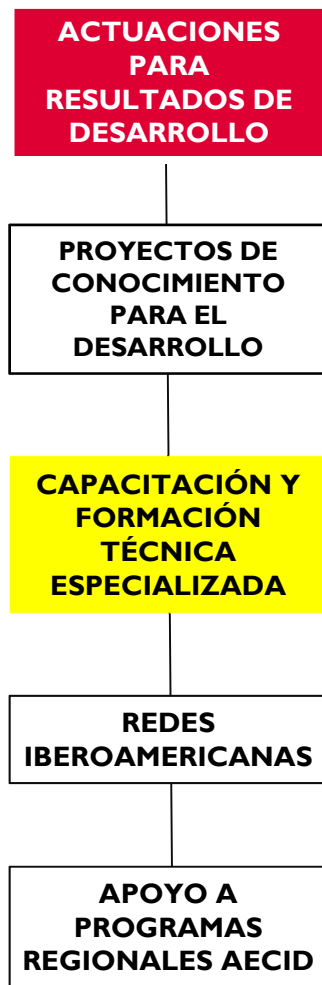 ACTUACIONES
PARA
RESULTADOS DE
DESARROLLO
PROYECTOS DE
CONOCIMIENTO
PARA EL
DESARROLLO
CAPACITACIÓN Y
FORMACIÓN
TÉCNICA
ESPECIALIZADA
REDES
IBEROAMERICANAS
APOYO A
PROGRAMAS
REGIONALES AECID